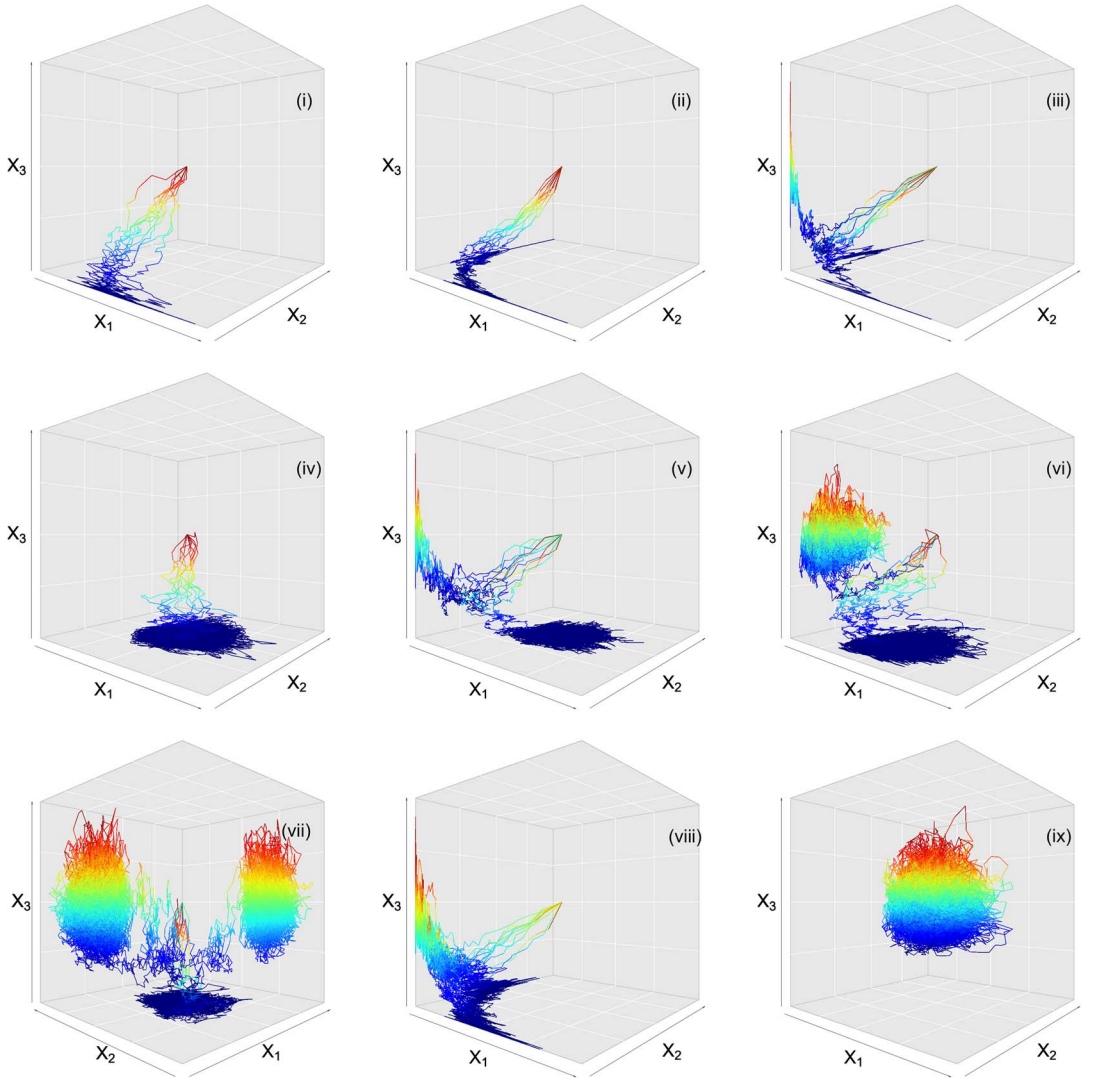 (i) (ii) (iii)
X₃ X₃ X₃
X₁ X₂ X₁ X₂ X₁ X₂
(iv) (v) (vi)
X₃ X₃ X₃
X₁ X₂ X₁ X₂ X₁ X₂
(vii) (viii) (ix)
X₃ X₃ X₃
X₂ X₁ X₁ X₂ X₁ X₂